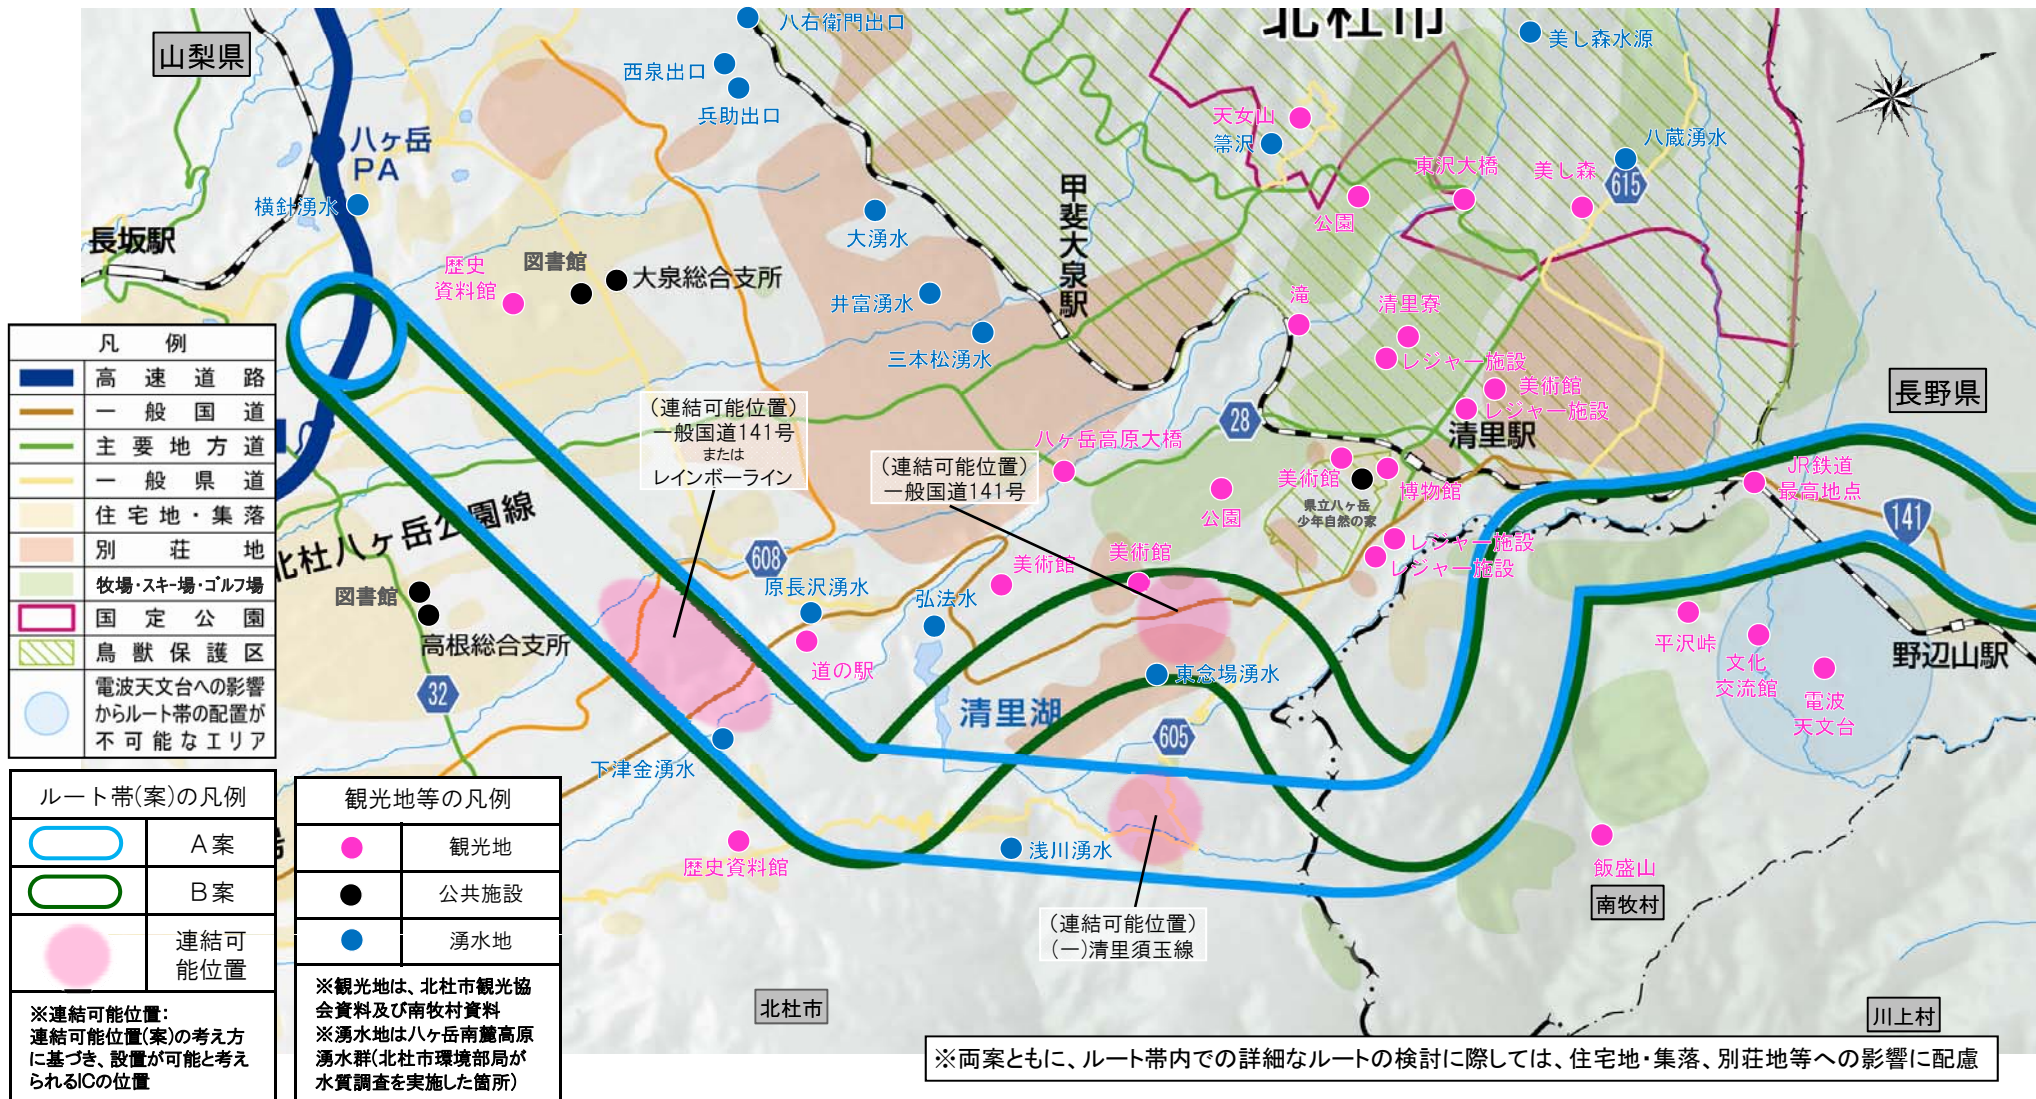 山梨県
八右衛門出口
北杜市
美し森水源
西泉出口
兵助出口
八ヶ岳
PA
天女山
箒沢
八蔵湧水
615
東沢大橋
美し森
横針湧水
長坂駅
大湧水
甲斐大泉駅
公園
歴史
資料館
図書館
大泉総合支所
井富湧水
三本松湧水
滝
清里寮
レジャー施設
美術館
レジャー施設
清里駅
長野県
28
(連結可能位置)
一般国道141号
または
レインボーライン
(連結可能位置)
一般国道141号
八ヶ岳高原大橋
公園
美術館
博物館
県立八ヶ岳
少年自然の家
レジャー施設
レジャー施設
JR鉄道
最高地点
141
北杜八ヶ岳公園線
図書館
高根総合支所
32
608
原長沢湧水
道の駅
弘法水
美術館
美術館
東念場湧水
清里湖
605
下津金湧水
歴史資料館
浅川湧水
(連結可能位置)
(一)清里須玉線
平沢峠
文化
交流館
電波
天文台
野辺山駅
飯盛山
南牧村
北杜市
川上村
凡例
高速道路
一般国道
主要地方道
一般県道
住宅地・集落
別荘地
牧場・スキー場・ゴルフ場
国定公園
鳥獣保護区
電波天文台への影響
からルート帯の配置が
不可能なエリア
ルート帯(案)の凡例
A案
B案
連結可
能位置
※連結可能位置：
連結可能位置(案)の考え方
に基づき、設置が可能と考え
られるICの位置
観光地等の凡例
観光地
公共施設
湧水地
※観光地は、北杜市観光協
会資料及び南牧村資料
※湧水地は八ヶ岳南麓高原
湧水群(北杜市環境部局が
水質調査を実施した箇所)
※両案ともに、ルート帯内での詳細なルートの検討に際しては、住宅地・集落、別荘地等への影響に配慮